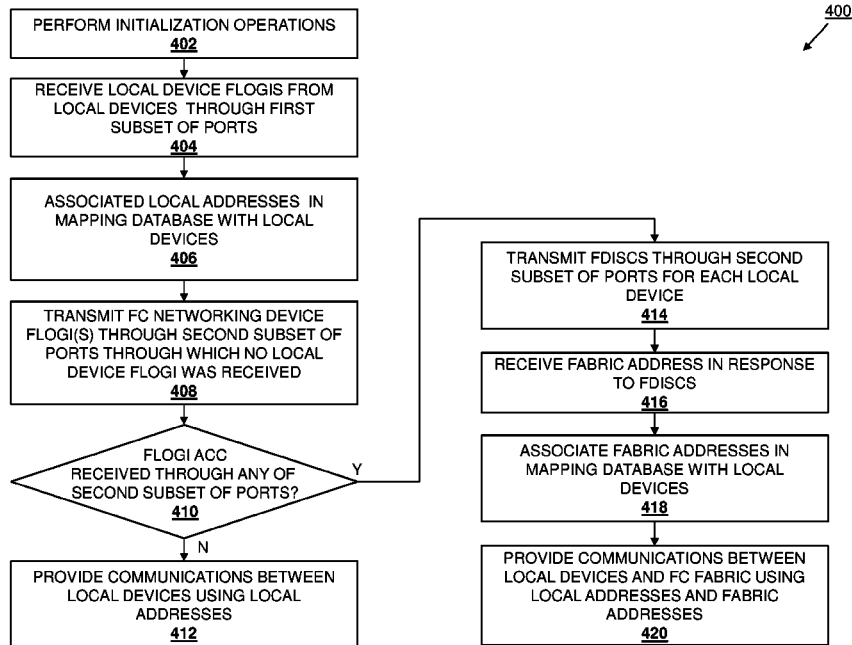 400
PERFORM INITIALIZATION OPERATIONS
402
RECEIVE LOCAL DEVICE FLOGIS FROM
LOCAL DEVICES THROUGH FIRST
SUBSET OF PORTS
404
ASSOCIATED LOCAL ADDRESSES IN
MAPPING DATABASE WITH LOCAL
DEVICES
406
TRANSMIT FC NETWORKING DEVICE
FLOGI(S) THROUGH SECOND SUBSET OF
PORTS THROUGH WHICH NO LOCAL
DEVICE FLOGI WAS RECEIVED
408
FLOGI ACC
RECEIVED THROUGH ANY OF
SECOND SUBSET OF PORTS?
410
Y
N
PROVIDE COMMUNICATIONS BETWEEN
LOCAL DEVICES USING LOCAL
ADDRESSES
412
TRANSMIT FDISCS THROUGH SECOND
SUBSET OF PORTS FOR EACH LOCAL
DEVICE
414
RECEIVE FABRIC ADDRESS IN RESPONSE
TO FDISCS
416
ASSOCIATE FABRIC ADDRESSES IN
MAPPING DATABASE WITH LOCAL
DEVICES
418
PROVIDE COMMUNICATIONS BETWEEN
LOCAL DEVICES AND FC FABRIC USING
LOCAL ADDRESSES AND FABRIC
ADDRESSES
420